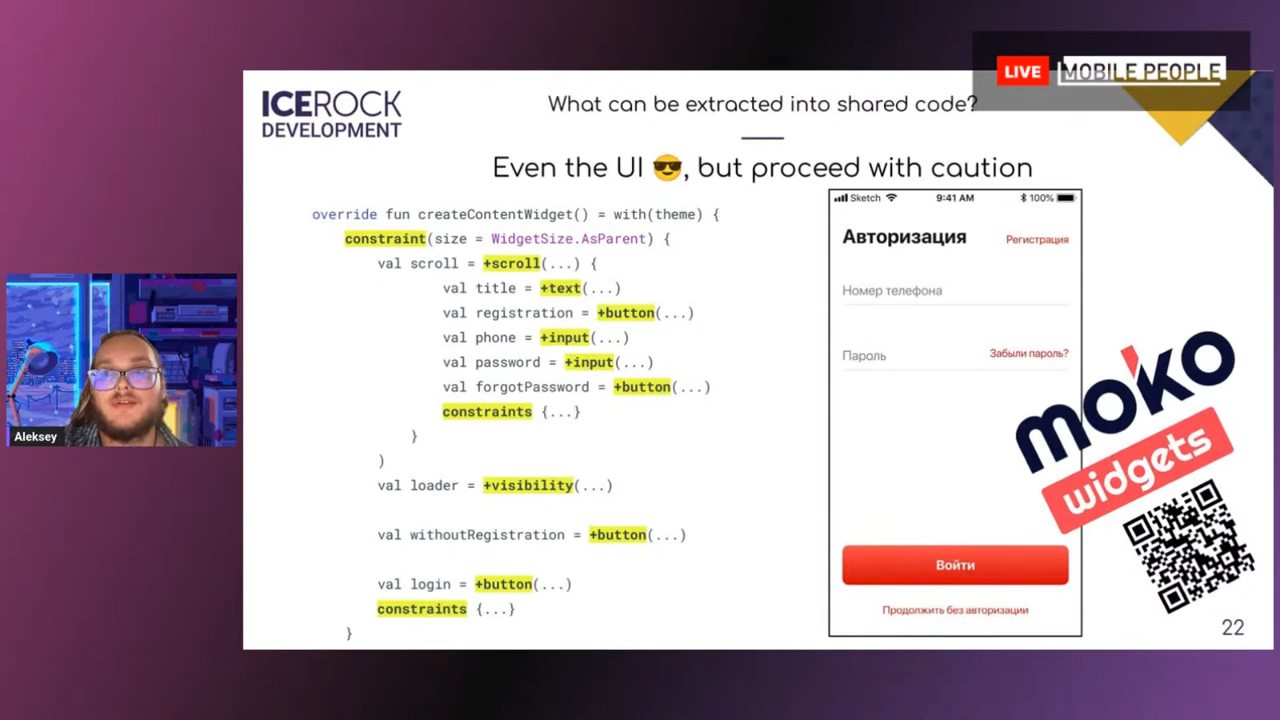 LIVE MOBILE PEOPLE
ICEROCK
DEVELOPMENT
What can be extracted into shared code?
Even the UI 😎, but proceed with caution
override fun createContentWidget() = with(theme) {
constraint(size = WidgetSize.AsParent) {
val scroll = +scroll(...) {
val title = +text(...)
val registration = +button(...)
val phone = +input(...)
val password = +input(...)
val forgotPassword = +button(...)
constraints {...}
}
)
val loader = +visibility(...)
val withoutRegistration = +button(...)
val login = +button(...)
constraints {...}
}
Sketch 9:41 AM 100%
Авторизация Регистрация
Номер телефона
Пароль Забыли пароль?
Войти
Продолжить без авторизации
moko
widgets
22
Aleksey